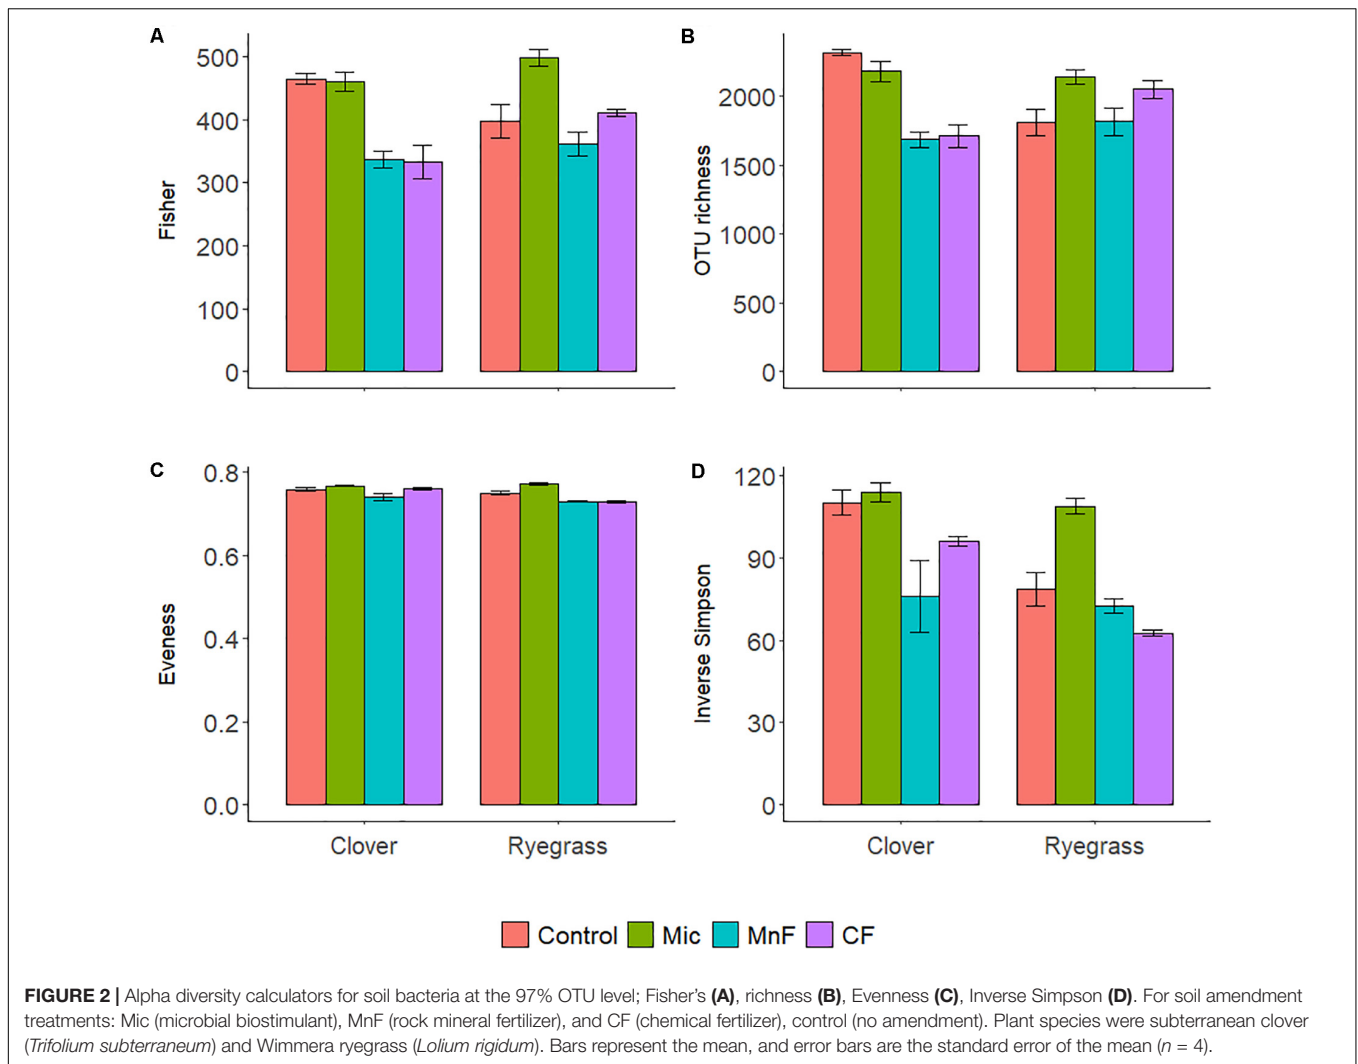 A
500
400
300
200
100
0
Fisher
B
2000
1500
1000
500
0
OTU richness
C
0.8
0.6
0.4
0.2
0.0
Eveness
Clover Ryegrass
D
120
90
60
30
0
Inverse Simpson
Clover Ryegrass
Control Mic MnF CF
FIGURE 2 | Alpha diversity calculators for soil bacteria at the 97% OTU level; Fisher's (A), richness (B), Evenness (C), Inverse Simpson (D). For soil amendment
treatments: Mic (microbial biostimulant), MnF (rock mineral fertilizer), and CF (chemical fertilizer), control (no amendment). Plant species were subterranean clover
(Trifolium subterraneum) and Wimmera ryegrass (Lolium rigidum). Bars represent the mean, and error bars are the standard error of the mean (n = 4).